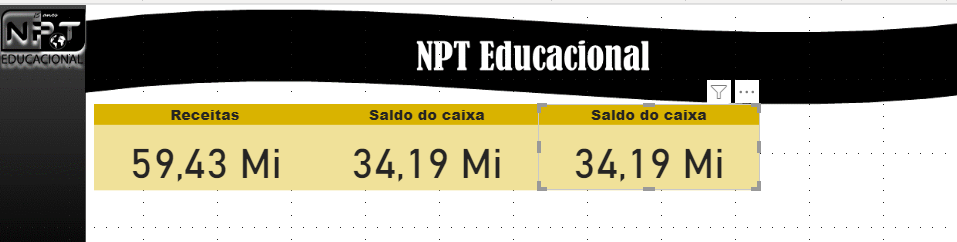 NPT
EDUCACIONAL
NPT Educacional
Receitas
59,43 Mi
Saldo do caixa
34,19 Mi
Saldo do caixa
34,19 Mi